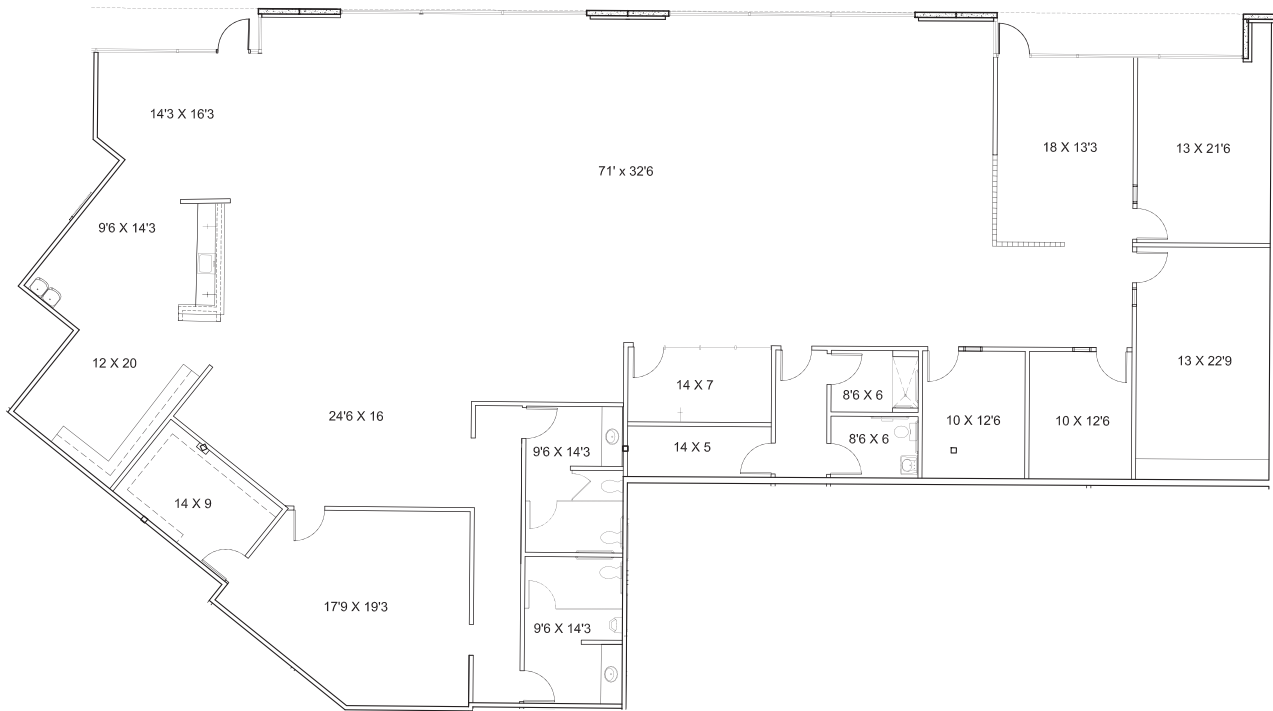 14'3 X 16'3
71' x 32'6
18 X 13'3
13 X 21'6
9'6 X 14'3
12 X 20
14 X 7
8'6 X 6
13 X 22'9
24'6 X 16
10 X 12'6
10 X 12'6
8'6 X 6
14 X 5
9'6 X 14'3
14 X 9
17'9 X 19'3
9'6 X 14'3